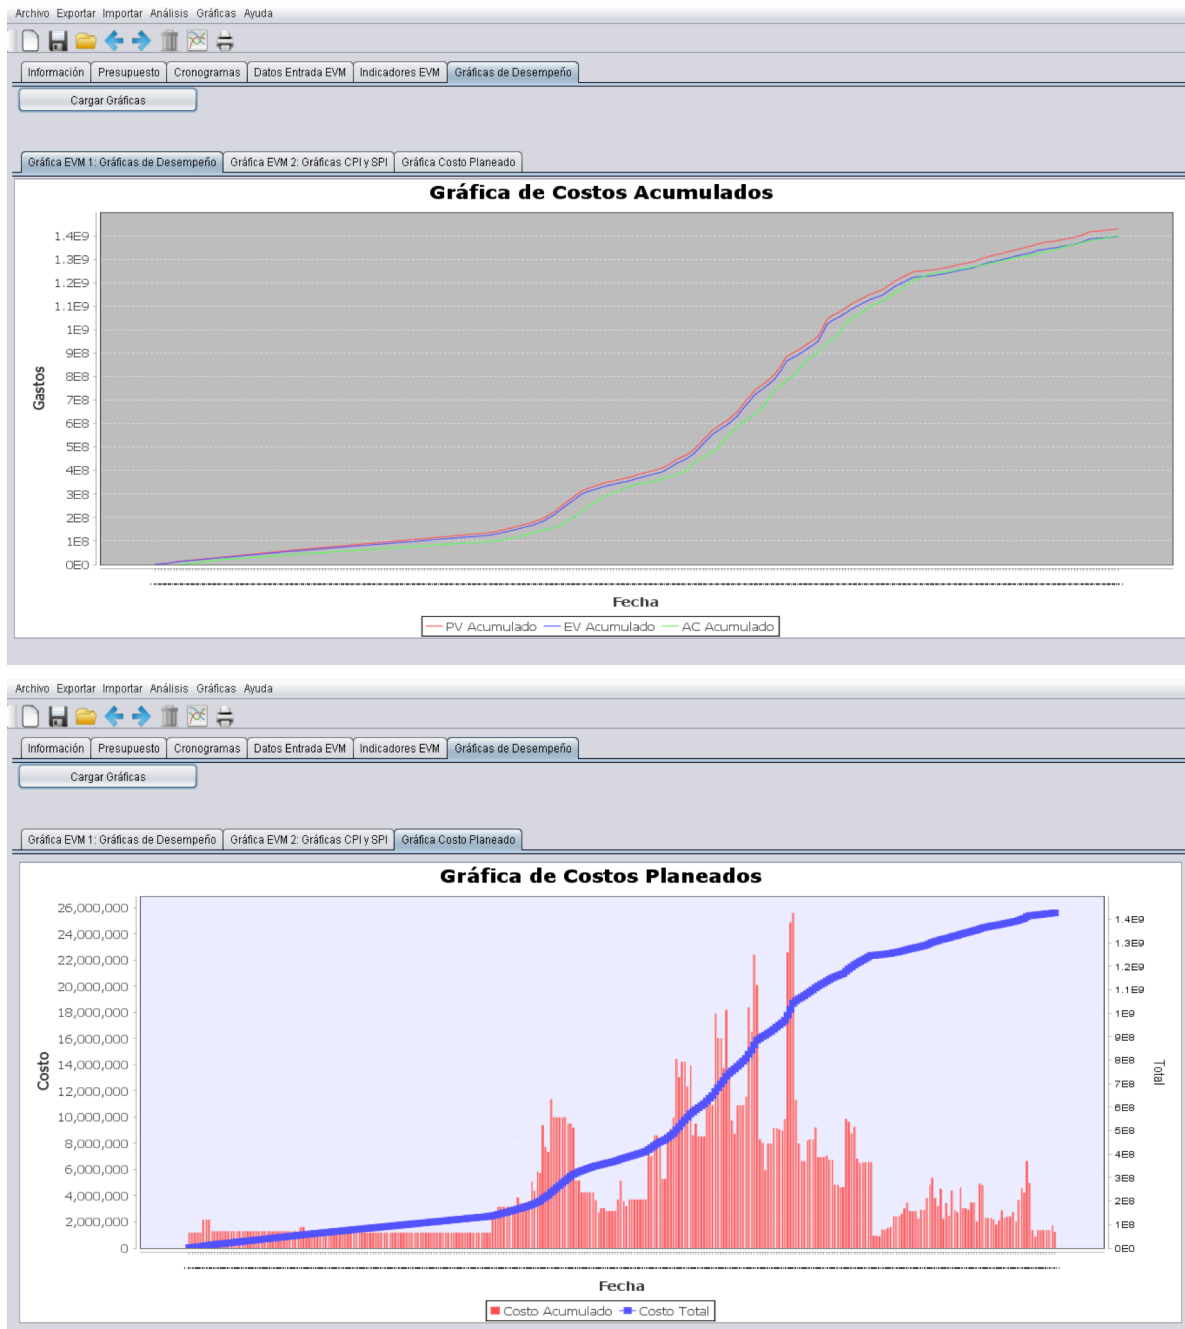 Archivo Exportar Importar Análisis Gráficas Ayuda
Información Presupuesto Cronogramas Datos Entrada EVM Indicadores EVM Gráficas de Desempeño
Cargar Gráficas
Gráfica EVM 1: Gráficas de Desempeño Gráfica EVM 2: Gráficas CPI y SPI Gráfica Costo Planeado
Gráfica de Costos Acumulados
1.4E9
1.3E9
1.2E9
1.1E9
1E9
9E8
8E8
7E8
6E8
5E8
4E8
3E8
2E8
1E8
0E0
Gastos
Fecha
PV Acumulado EV Acumulado AC Acumulado
Archivo Exportar Importar Análisis Gráficas Ayuda
Información Presupuesto Cronogramas Datos Entrada EVM Indicadores EVM Gráficas de Desempeño
Cargar Gráficas
Gráfica EVM 1: Gráficas de Desempeño Gráfica EVM 2: Gráficas CPI y SPI Gráfica Costo Planeado
Gráfica de Costos Planeados
26,000,000
24,000,000
22,000,000
20,000,000
18,000,000
16,000,000
14,000,000
12,000,000
10,000,000
8,000,000
6,000,000
4,000,000
2,000,000
0
Costo
1.4E9
1.3E9
1.2E9
1.1E9
1E9
9E8
8E8
7E8
6E8
5E8
4E8
3E8
2E8
1E8
0E0
Total
Fecha
Costo Acumulado Costo Total